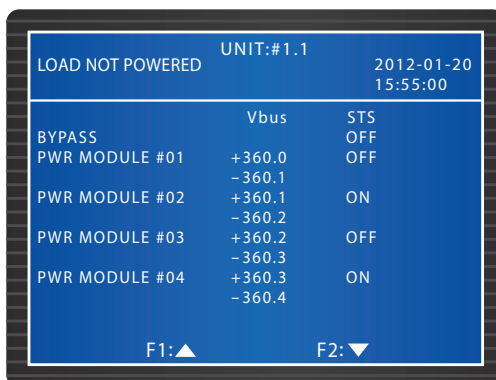 UNIT:#1.1
LOAD NOT POWERED 2012-01-20
15:55:00
Vbus STS
BYPASS OFF
PWR MODULE #01 +360.0 OFF
−360.1
PWR MODULE #02 +360.1 ON
−360.2
PWR MODULE #03 +360.2 OFF
−360.3
PWR MODULE #04 +360.3 ON
−360.4
F1:▲ F2:▼